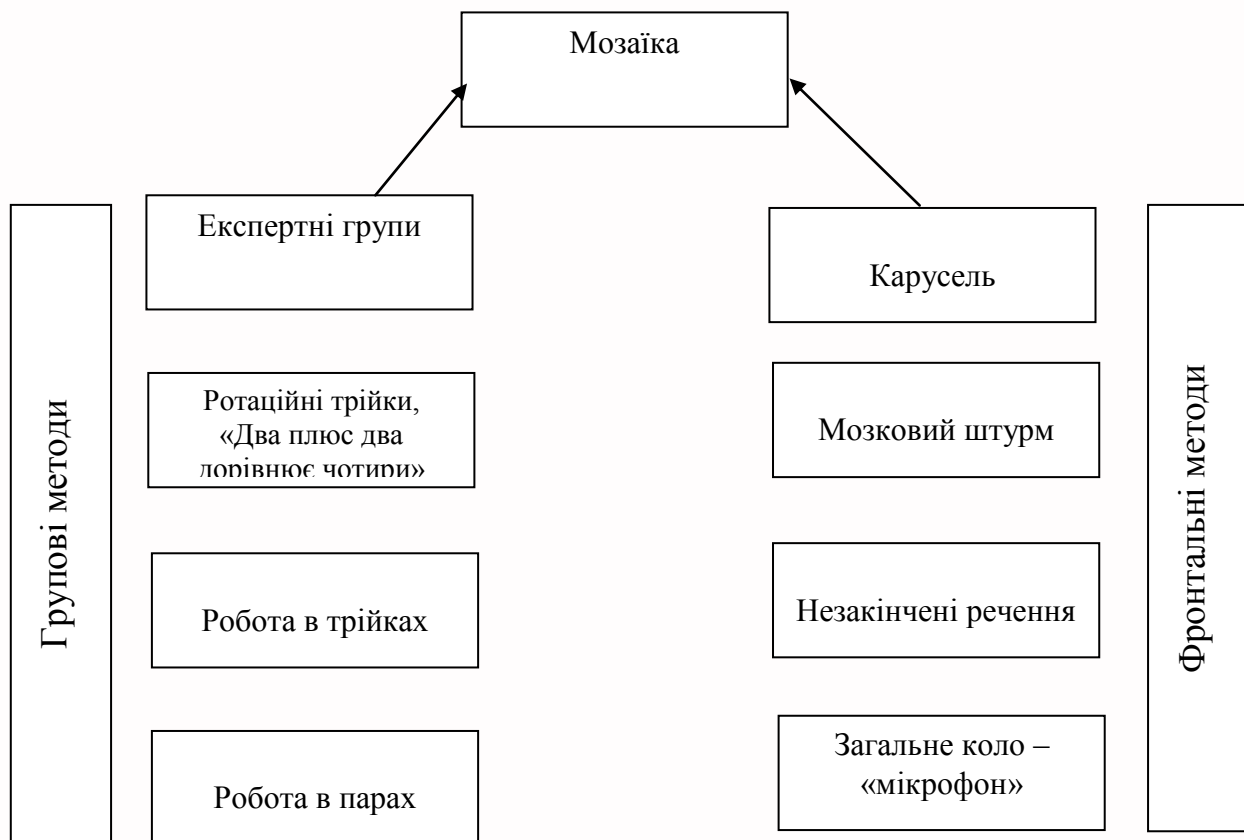 Мозаїка
Експертні групи
Карусель
Групові методи
Фронтальні методи
Ротаційні трійки,
«Два плюс два
дорівнює чотири»
Мозковий штурм
Робота в трійках
Незакінчені речення
Робота в парах
Загальне коло –
«мікрофон»